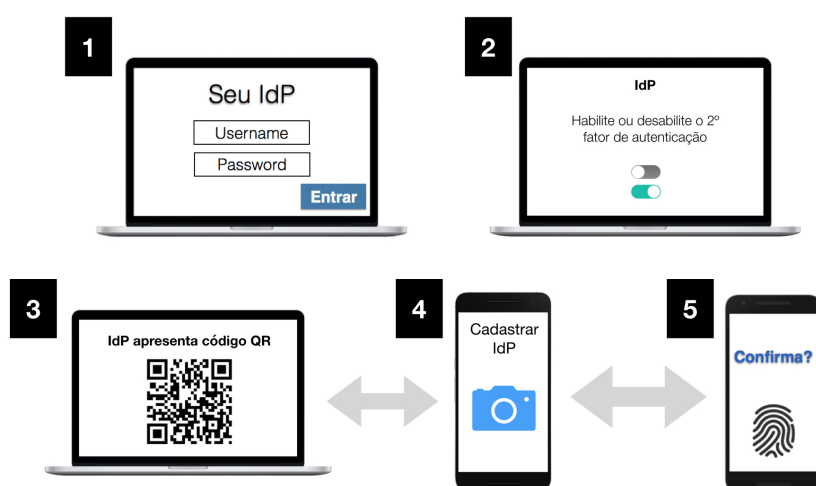 1
Seu IdP
Username
Password
Entrar
2
IdP
Habilite ou desabilite o 2º
fator de autenticação
3
IdP apresenta código QR
4
Cadastrar
IdP
5
Confirma?